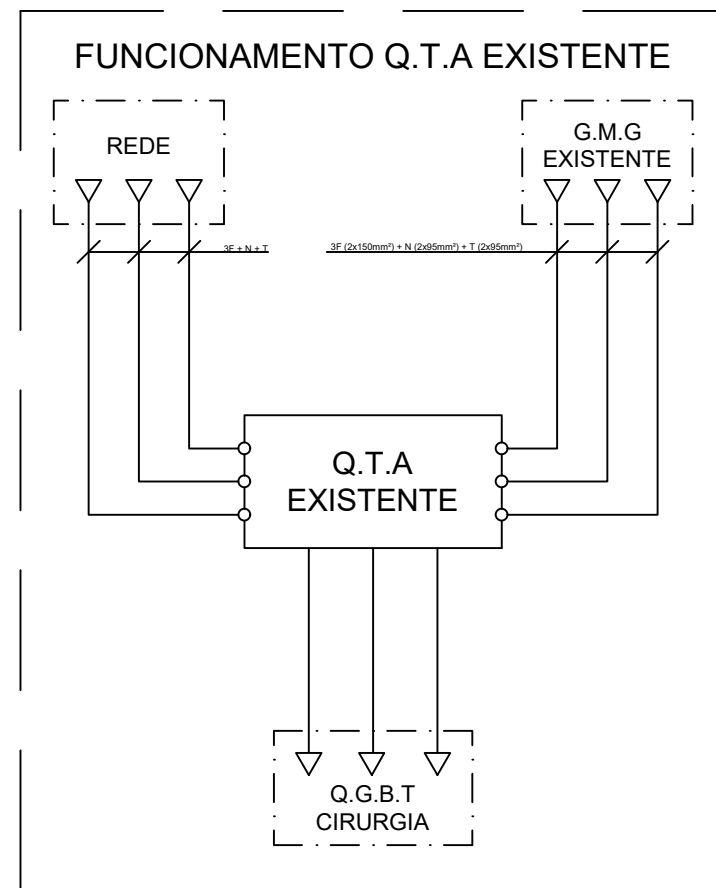 FUNCIONAMENTO Q.T.A EXISTENTE
REDE
G.M.G
EXISTENTE
3F + N + T
3F (2x150mm²) + N (2x95mm²) + T (2x95mm²)
Q.T.A
EXISTENTE
Q.G.B.T
CIRURGIA